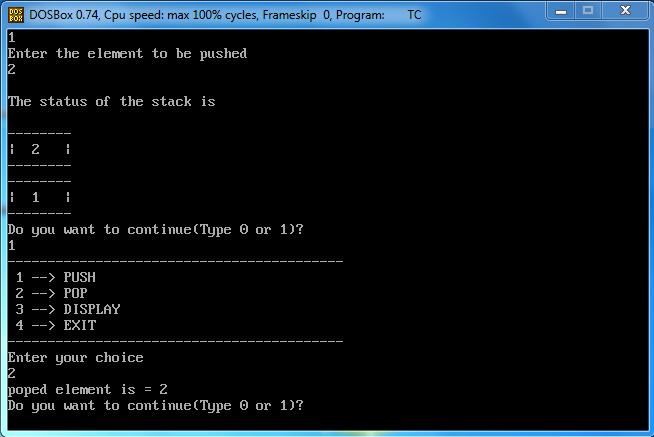 DOS BOX DOSBox 0.74, Cpu speed: max 100% cycles, Frameskip 0, Program: TC
1
Enter the element to be pushed
2
The status of the stack is
--------
¦ 2 ¦
--------
--------
¦ 1 ¦
--------
Do you want to continue(Type 0 or 1)?
1
------------------------------------------
1 --> PUSH
2 --> POP
3 --> DISPLAY
4 --> EXIT
------------------------------------------
Enter your choice
2
poped element is = 2
Do you want to continue(Type 0 or 1)?